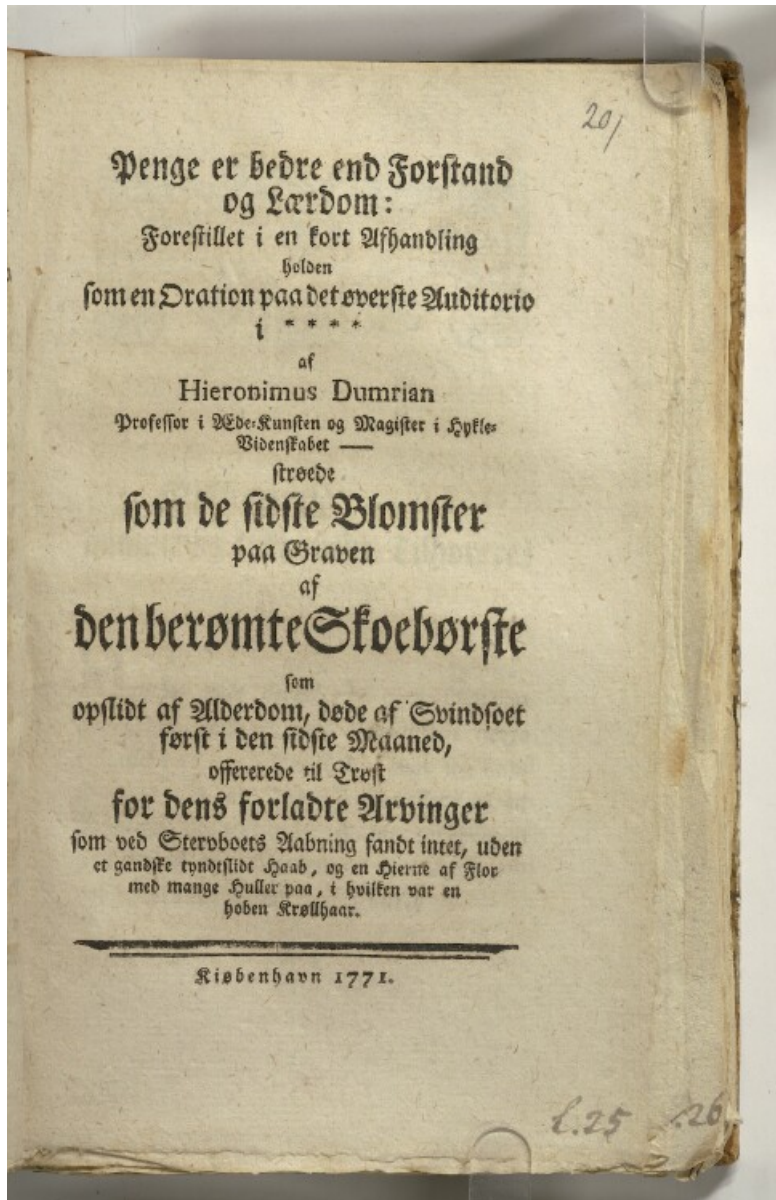 20/
Penge er bedre end Forstand
og Lærdom:
Forestillet i en kort Afhandling
holden
som en Oration paa det øverste Auditorio
i * * * *
af
Hieronimus Dumrian
Professor i Æde-Kunsten og Magister i Hykle-
Videnskabet ——
strøede
som de sidste Blomster
paa Graven
af
den berømte Skoebørste
som
opslidt af Alderdom, døde af Svindsoet
først i den sidste Maaned,
offererede til Trøst
for dens forladte Arvinger
som ved Stervboets Aabning fandt intet, uden
et gandske tyndtslidt Haab, og en Hierne af Flor
med mange Huller paa, i hvilken var en
hoben Krøllhaar.
Kiøbenhavn 1771.
l.25 26